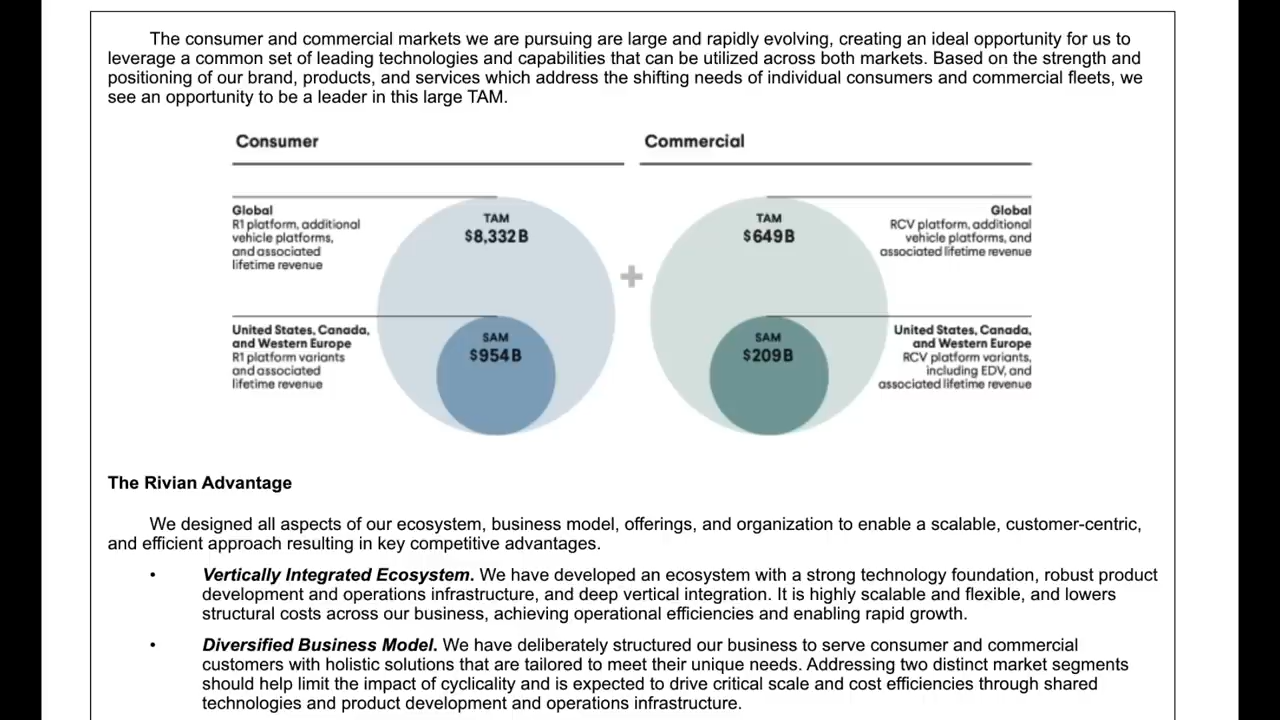 The consumer and commercial markets we are pursuing are large and rapidly evolving, creating an ideal opportunity for us to
leverage a common set of leading technologies and capabilities that can be utilized across both markets. Based on the strength and
positioning of our brand, products, and services which address the shifting needs of individual consumers and commercial fleets, we
see an opportunity to be a leader in this large TAM.
Consumer
Commercial
Global
R1 platform, additional
vehicle platforms,
and associated
lifetime revenue
TAM
$8,332B
United States, Canada,
and Western Europe
R1 platform variants
and associated
lifetime revenue
SAM
$954B
+
TAM
$649B
Global
RCV platform, additional
vehicle platforms, and
associated lifetime revenue
SAM
$209B
United States, Canada,
and Western Europe
RCV platform variants,
including EDV, and
associated lifetime revenue
The Rivian Advantage
We designed all aspects of our ecosystem, business model, offerings, and organization to enable a scalable, customer-centric,
and efficient approach resulting in key competitive advantages.
• Vertically Integrated Ecosystem. We have developed an ecosystem with a strong technology foundation, robust product
development and operations infrastructure, and deep vertical integration. It is highly scalable and flexible, and lowers
structural costs across our business, achieving operational efficiencies and enabling rapid growth.
• Diversified Business Model. We have deliberately structured our business to serve consumer and commercial
customers with holistic solutions that are tailored to meet their unique needs. Addressing two distinct market segments
should help limit the impact of cyclicality and is expected to drive critical scale and cost efficiencies through shared
technologies and product development and operations infrastructure.